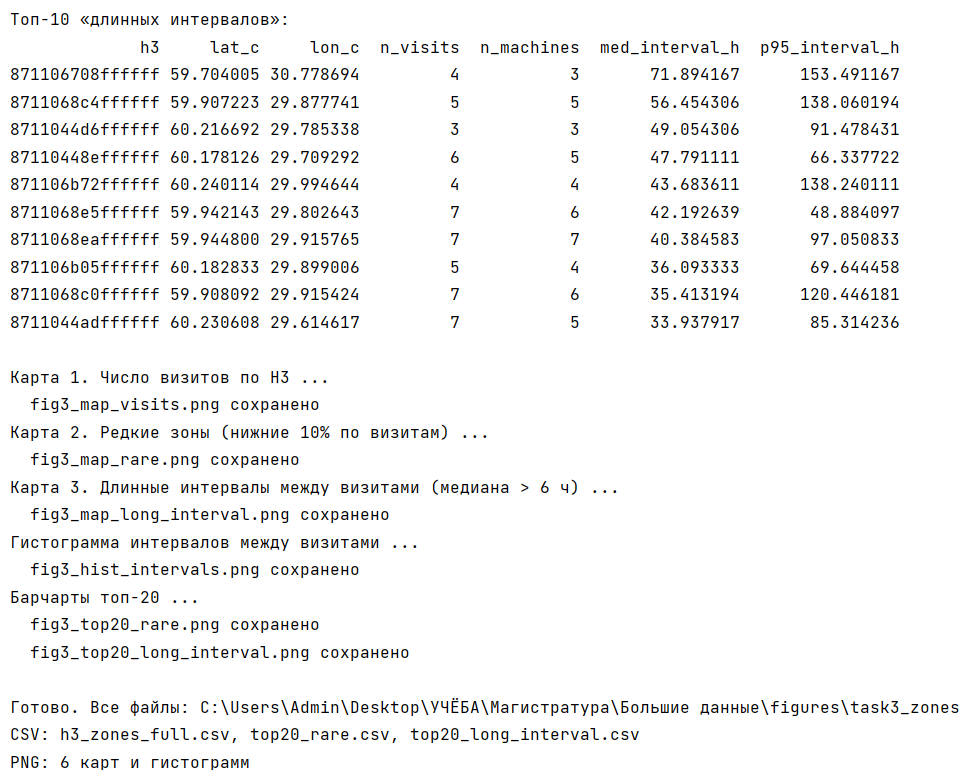 Топ-10 «длинных интервалов»:
h3 lat_c lon_c n_visits n_machines med_interval_h p95_interval_h
871106708ffffff 59.704005 30.778694 4 3 71.894167 153.491167
8711068c4ffffff 59.907223 29.877741 5 5 56.454306 138.060194
8711044d6ffffff 60.216692 29.785338 3 3 49.054306 91.478431
87110448effffff 60.178126 29.709292 6 5 47.791111 66.337722
871106b72ffffff 60.240114 29.994644 4 4 43.683611 138.240111
8711068e5ffffff 59.942143 29.802643 7 6 42.192639 48.884097
8711068eaffffff 59.944800 29.915765 7 7 40.384583 97.050833
871106b05ffffff 60.182833 29.899006 5 4 36.093333 69.644458
8711068c0ffffff 59.908092 29.915424 7 6 35.413194 120.446181
8711044adffffff 60.230608 29.614617 7 5 33.937917 85.314236
Карта 1. Число визитов по H3 ...
fig3_map_visits.png сохранено
Карта 2. Редкие зоны (нижние 10% по визитам) ...
fig3_map_rare.png сохранено
Карта 3. Длинные интервалы между визитами (медиана > 6 ч) ...
fig3_map_long_interval.png сохранено
Гистограмма интервалов между визитами ...
fig3_hist_intervals.png сохранено
Барчарты топ-20 ...
fig3_top20_rare.png сохранено
fig3_top20_long_interval.png сохранено
Готово. Все файлы: C:\Users\Admin\Desktop\УЧЁБА\Магистратура\Большие данные\figures\task3_zones
CSV: h3_zones_full.csv, top20_rare.csv, top20_long_interval.csv
PNG: 6 карт и гистограмм